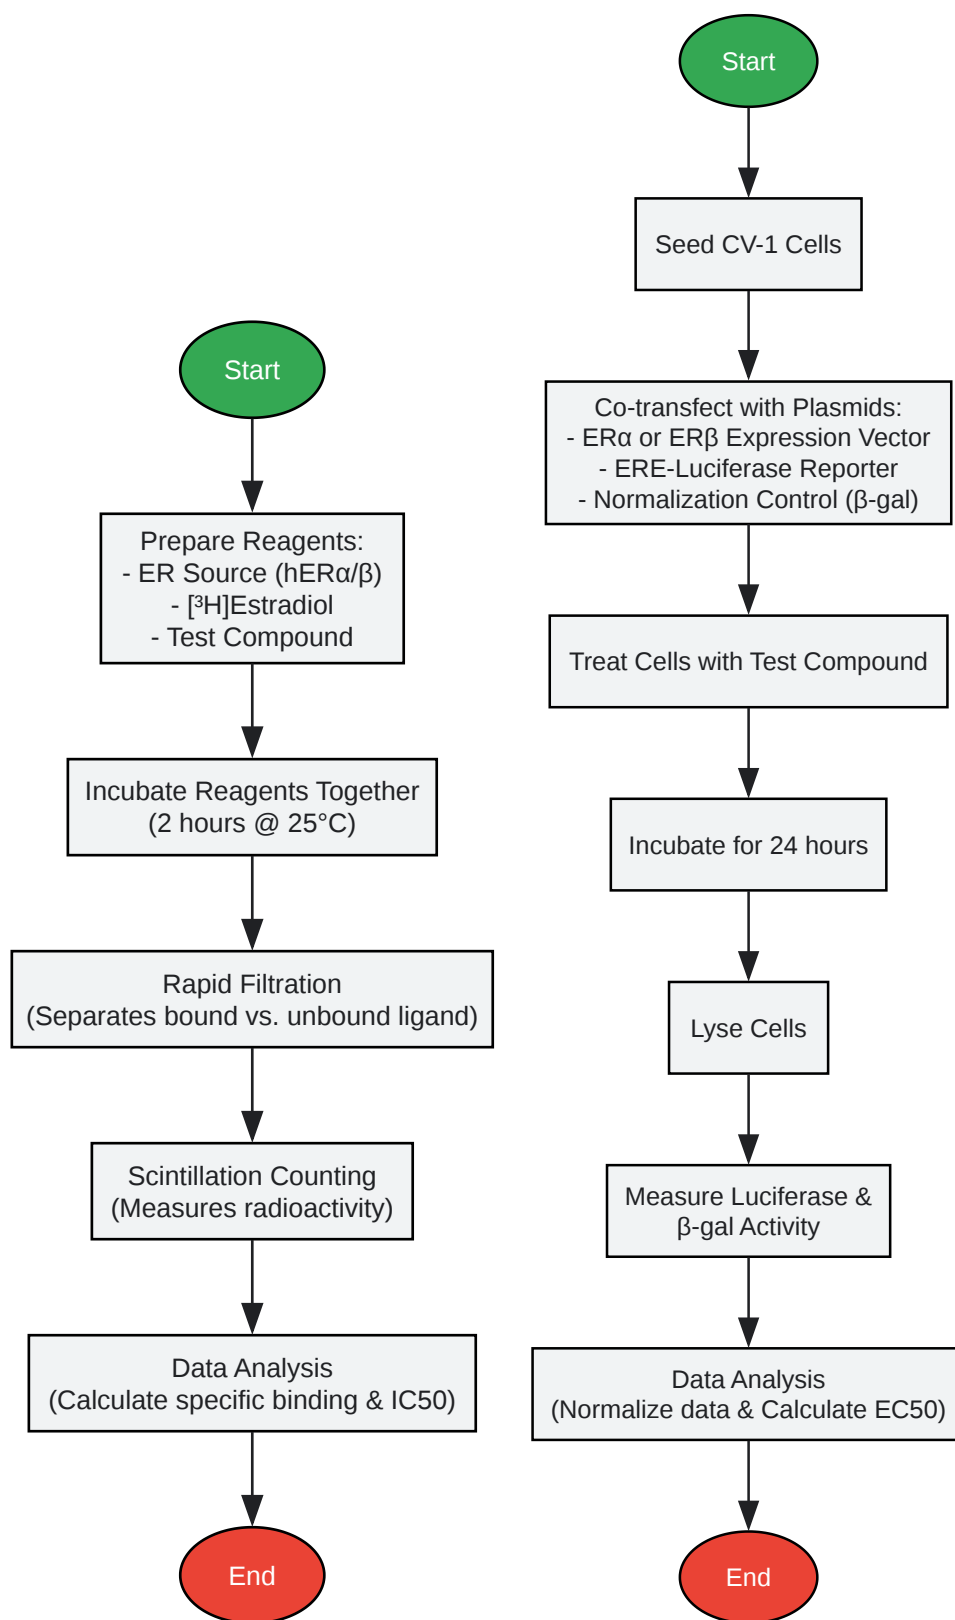 Start
Prepare Reagents:
- ER Source (hERα/β)
- [³H]Estradiol
- Test Compound
Incubate Reagents Together
(2 hours @ 25°C)
Rapid Filtration
(Separates bound vs. unbound ligand)
Scintillation Counting
(Measures radioactivity)
Data Analysis
(Calculate specific binding & IC50)
End
Start
Seed CV-1 Cells
Co-transfect with Plasmids:
- ERα or ERβ Expression Vector
- ERE-Luciferase Reporter
- Normalization Control (β-gal)
Treat Cells with Test Compound
Incubate for 24 hours
Lyse Cells
Measure Luciferase &
β-gal Activity
Data Analysis
(Normalize data & Calculate EC50)
End